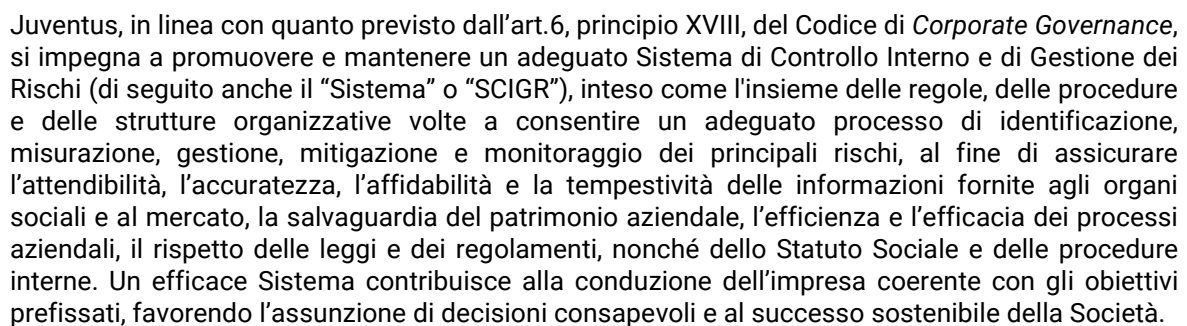 Juventus, in linea con quanto previsto dall’art.6, principio XVIII, del Codice di Corporate Governance,
si impegna a promuovere e mantenere un adeguato Sistema di Controllo Interno e di Gestione dei
Rischi (di seguito anche il “Sistema” o “SCIGR”), inteso come l'insieme delle regole, delle procedure
e delle strutture organizzative volte a consentire un adeguato processo di identificazione,
misurazione, gestione, mitigazione e monitoraggio dei principali rischi, al fine di assicurare
l’attendibilità, l’accuratezza, l’affidabilità e la tempestività delle informazioni fornite agli organi
sociali e al mercato, la salvaguardia del patrimonio aziendale, l’efficienza e l’efficacia dei processi
aziendali, il rispetto delle leggi e dei regolamenti, nonché dello Statuto Sociale e delle procedure
interne. Un efficace Sistema contribuisce alla conduzione dell’impresa coerente con gli obiettivi
prefissati, favorendo l’assunzione di decisioni consapevoli e al successo sostenibile della Società.